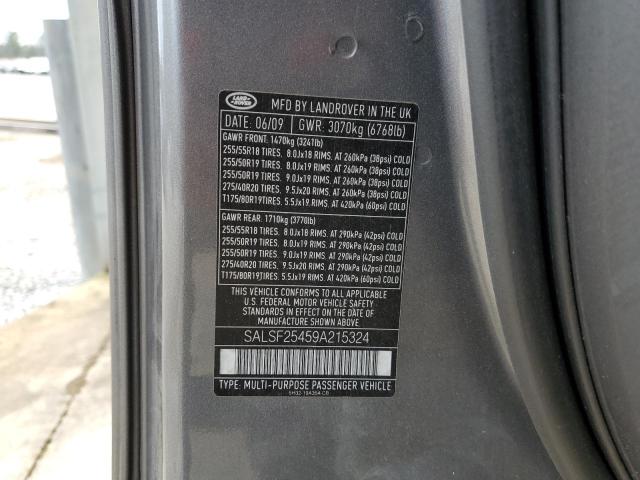 LAND
ROVER
MFD BY LANDROVER IN THE UK
DATE: 06/09 GWR: 3070kg (6768lb)
GAWR FRONT: 1470kg (3241lb)
255/55R18 TIRES, 8.0Jx18 RIMS, AT 260kPa (38psi) COLD
255/50R19 TIRES, 8.0Jx19 RIMS, AT 260kPa (38psi) COLD
255/50R19 TIRES, 9.0Jx19 RIMS, AT 260kPa (38psi) COLD
275/40R20 TIRES, 9.5Jx20 RIMS, AT 260kPa (38psi) COLD
T175/80R19TIRES, 5.5Jx19 RIMS, AT 420kPa (60psi) COLD
GAWR REAR: 1710kg (3770lb)
255/55R18 TIRES, 8.0Jx18 RIMS, AT 290kPa (42psi) COLD
255/50R19 TIRES, 8.0Jx19 RIMS, AT 290kPa (42psi) COLD
255/50R19 TIRES, 9.0Jx19 RIMS, AT 290kPa (42psi) COLD
275/40R20 TIRES, 9.5Jx20 RIMS, AT 290kPa (42psi) COLD
T175/80R19TIRES, 5.5Jx19 RIMS, AT 420kPa (60psi) COLD
THIS VEHICLE CONFORMS TO ALL APPLICABLE
U.S. FEDERAL MOTOR VEHICLE SAFETY
STANDARDS IN EFFECT ON THE DATE OF
MANUFACTURE SHOWN ABOVE.
SALSF25459A215324
TYPE: MULTI-PURPOSE PASSENGER VEHICLE